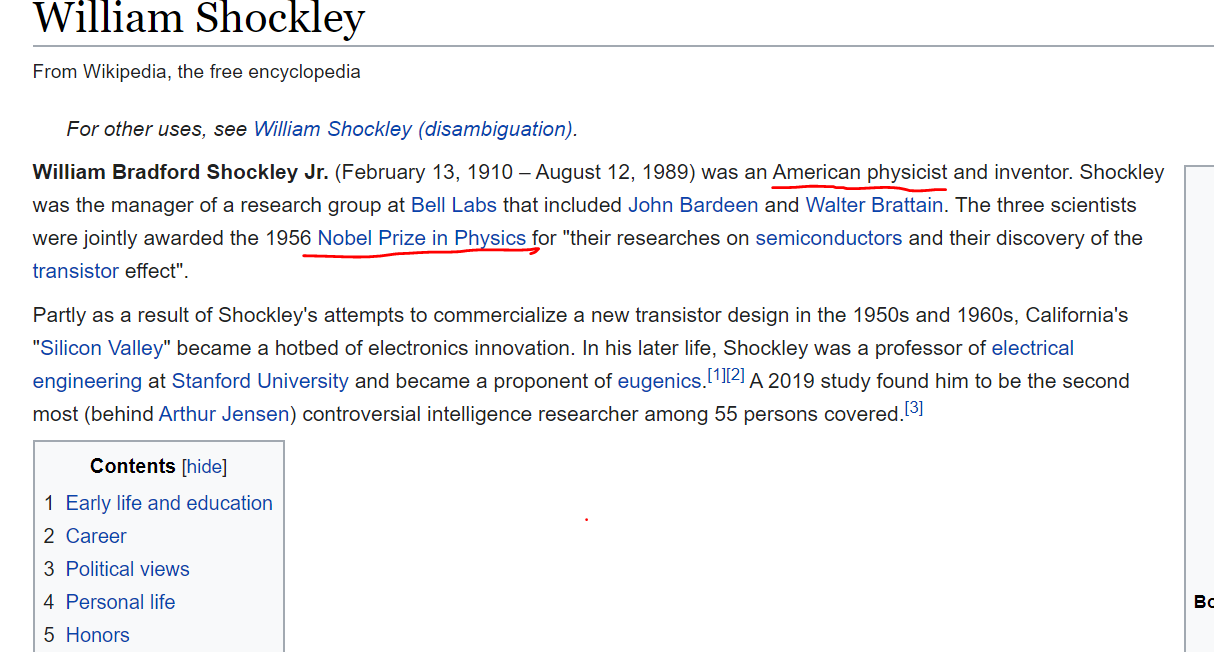 William Shockley
From Wikipedia, the free encyclopedia
For other uses, see William Shockley (disambiguation).
William Bradford Shockley Jr. (February 13, 1910 – August 12, 1989) was an American physicist and inventor. Shockley
was the manager of a research group at Bell Labs that included John Bardeen and Walter Brattain. The three scientists
were jointly awarded the 1956 Nobel Prize in Physics for "their researches on semiconductors and their discovery of the
transistor effect".
Partly as a result of Shockley's attempts to commercialize a new transistor design in the 1950s and 1960s, California's
"Silicon Valley" became a hotbed of electronics innovation. In his later life, Shockley was a professor of electrical
engineering at Stanford University and became a proponent of eugenics.[1][2] A 2019 study found him to be the second
most (behind Arthur Jensen) controversial intelligence researcher among 55 persons covered.[3]
Contents [hide]
1 Early life and education
2 Career
3 Political views
4 Personal life
5 Honors